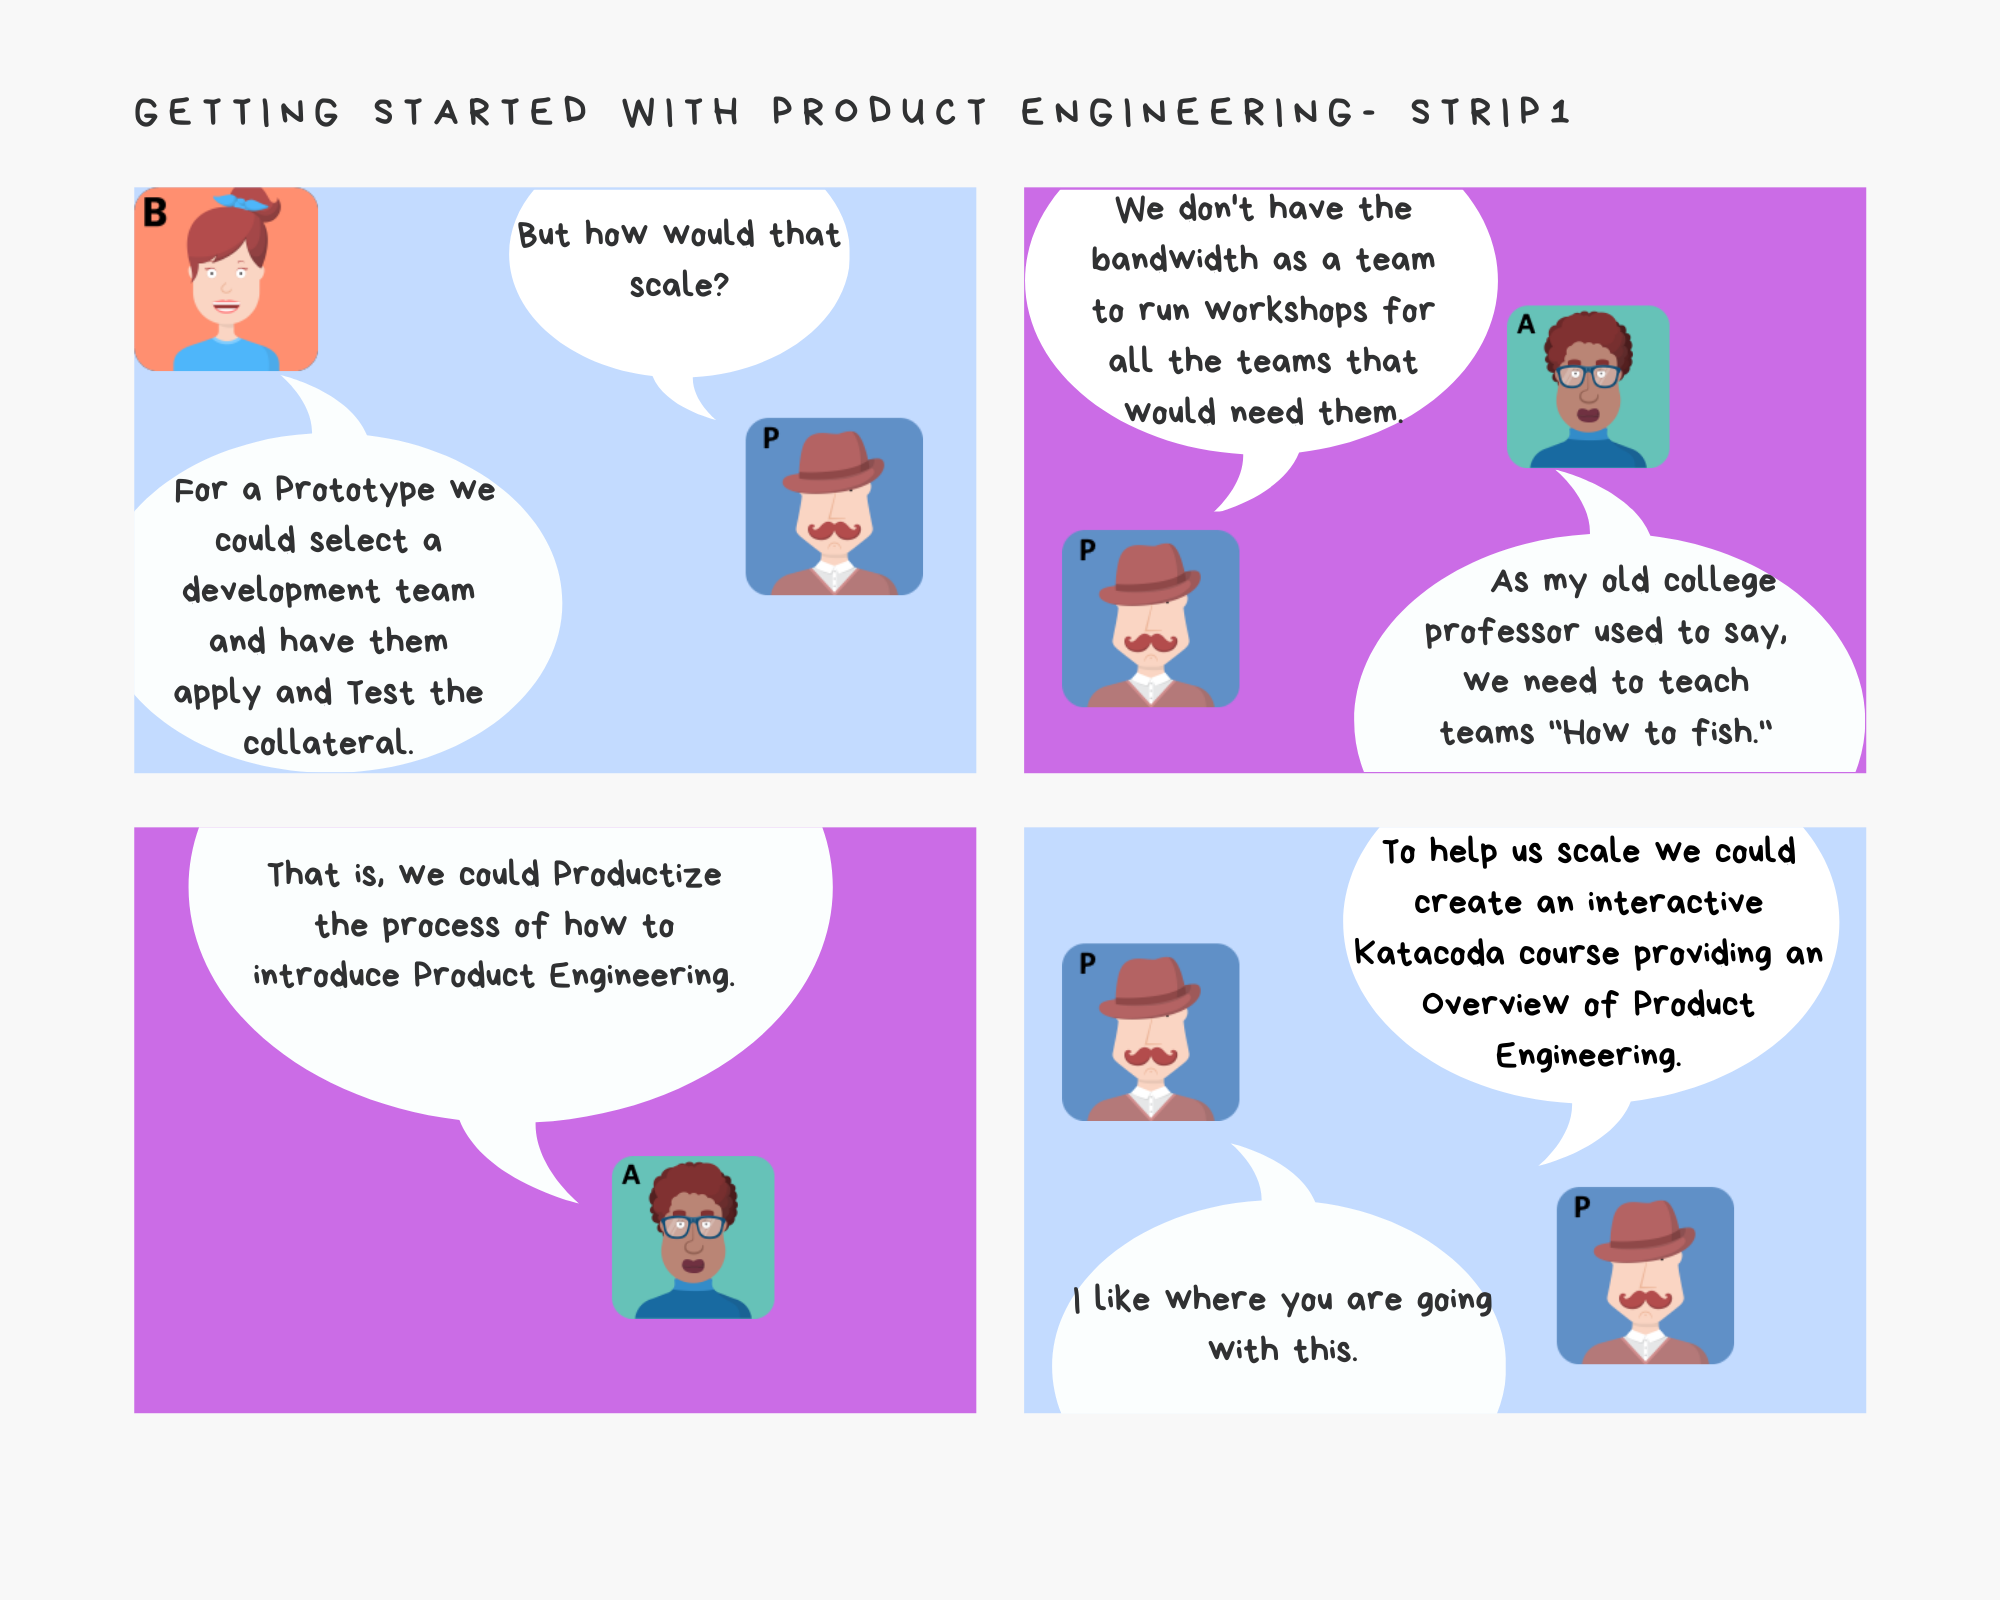 GETTING STARTED WITH PRODUCT ENGINEERING- STRIP1
B
For a Prototype we
could select a
development team
and have them
apply and Test the
collateral.
But how would that
scale?
P
We don't have the
bandwidth as a team
to run workshops for
all the teams that
would need them.
P
A
As my old college
professor used to say,
we need to teach
teams "How to fish."
That is, we could Productize
the process of how to
introduce Product Engineering.
A
To help us scale we could
create an interactive
Katacoda course providing an
Overview of Product
Engineering.
P
P
I like where you are going
with this.